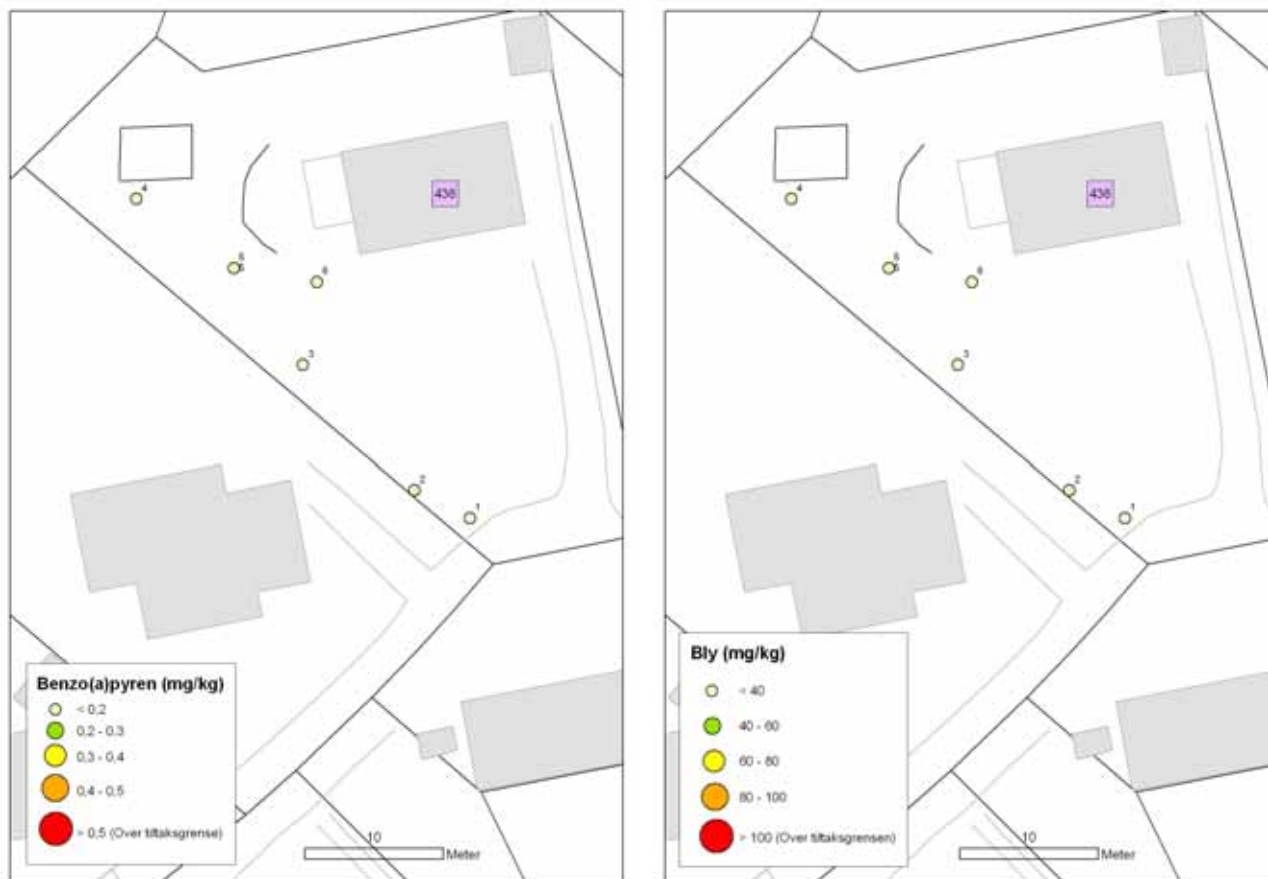 4
5
5
6
3
2
1
436
Benzo(a)pyren (mg/kg)
< 0,2
0,2 - 0,3
0,3 - 0,4
0,4 - 0,5
> 0,5 (Over tiltaksgrense)
10
Meter
4
5
5
6
3
2
1
436
Bly (mg/kg)
< 40
40 - 60
60 - 80
80 - 100
> 100 (Over tiltaksgrensen)
10
Meter